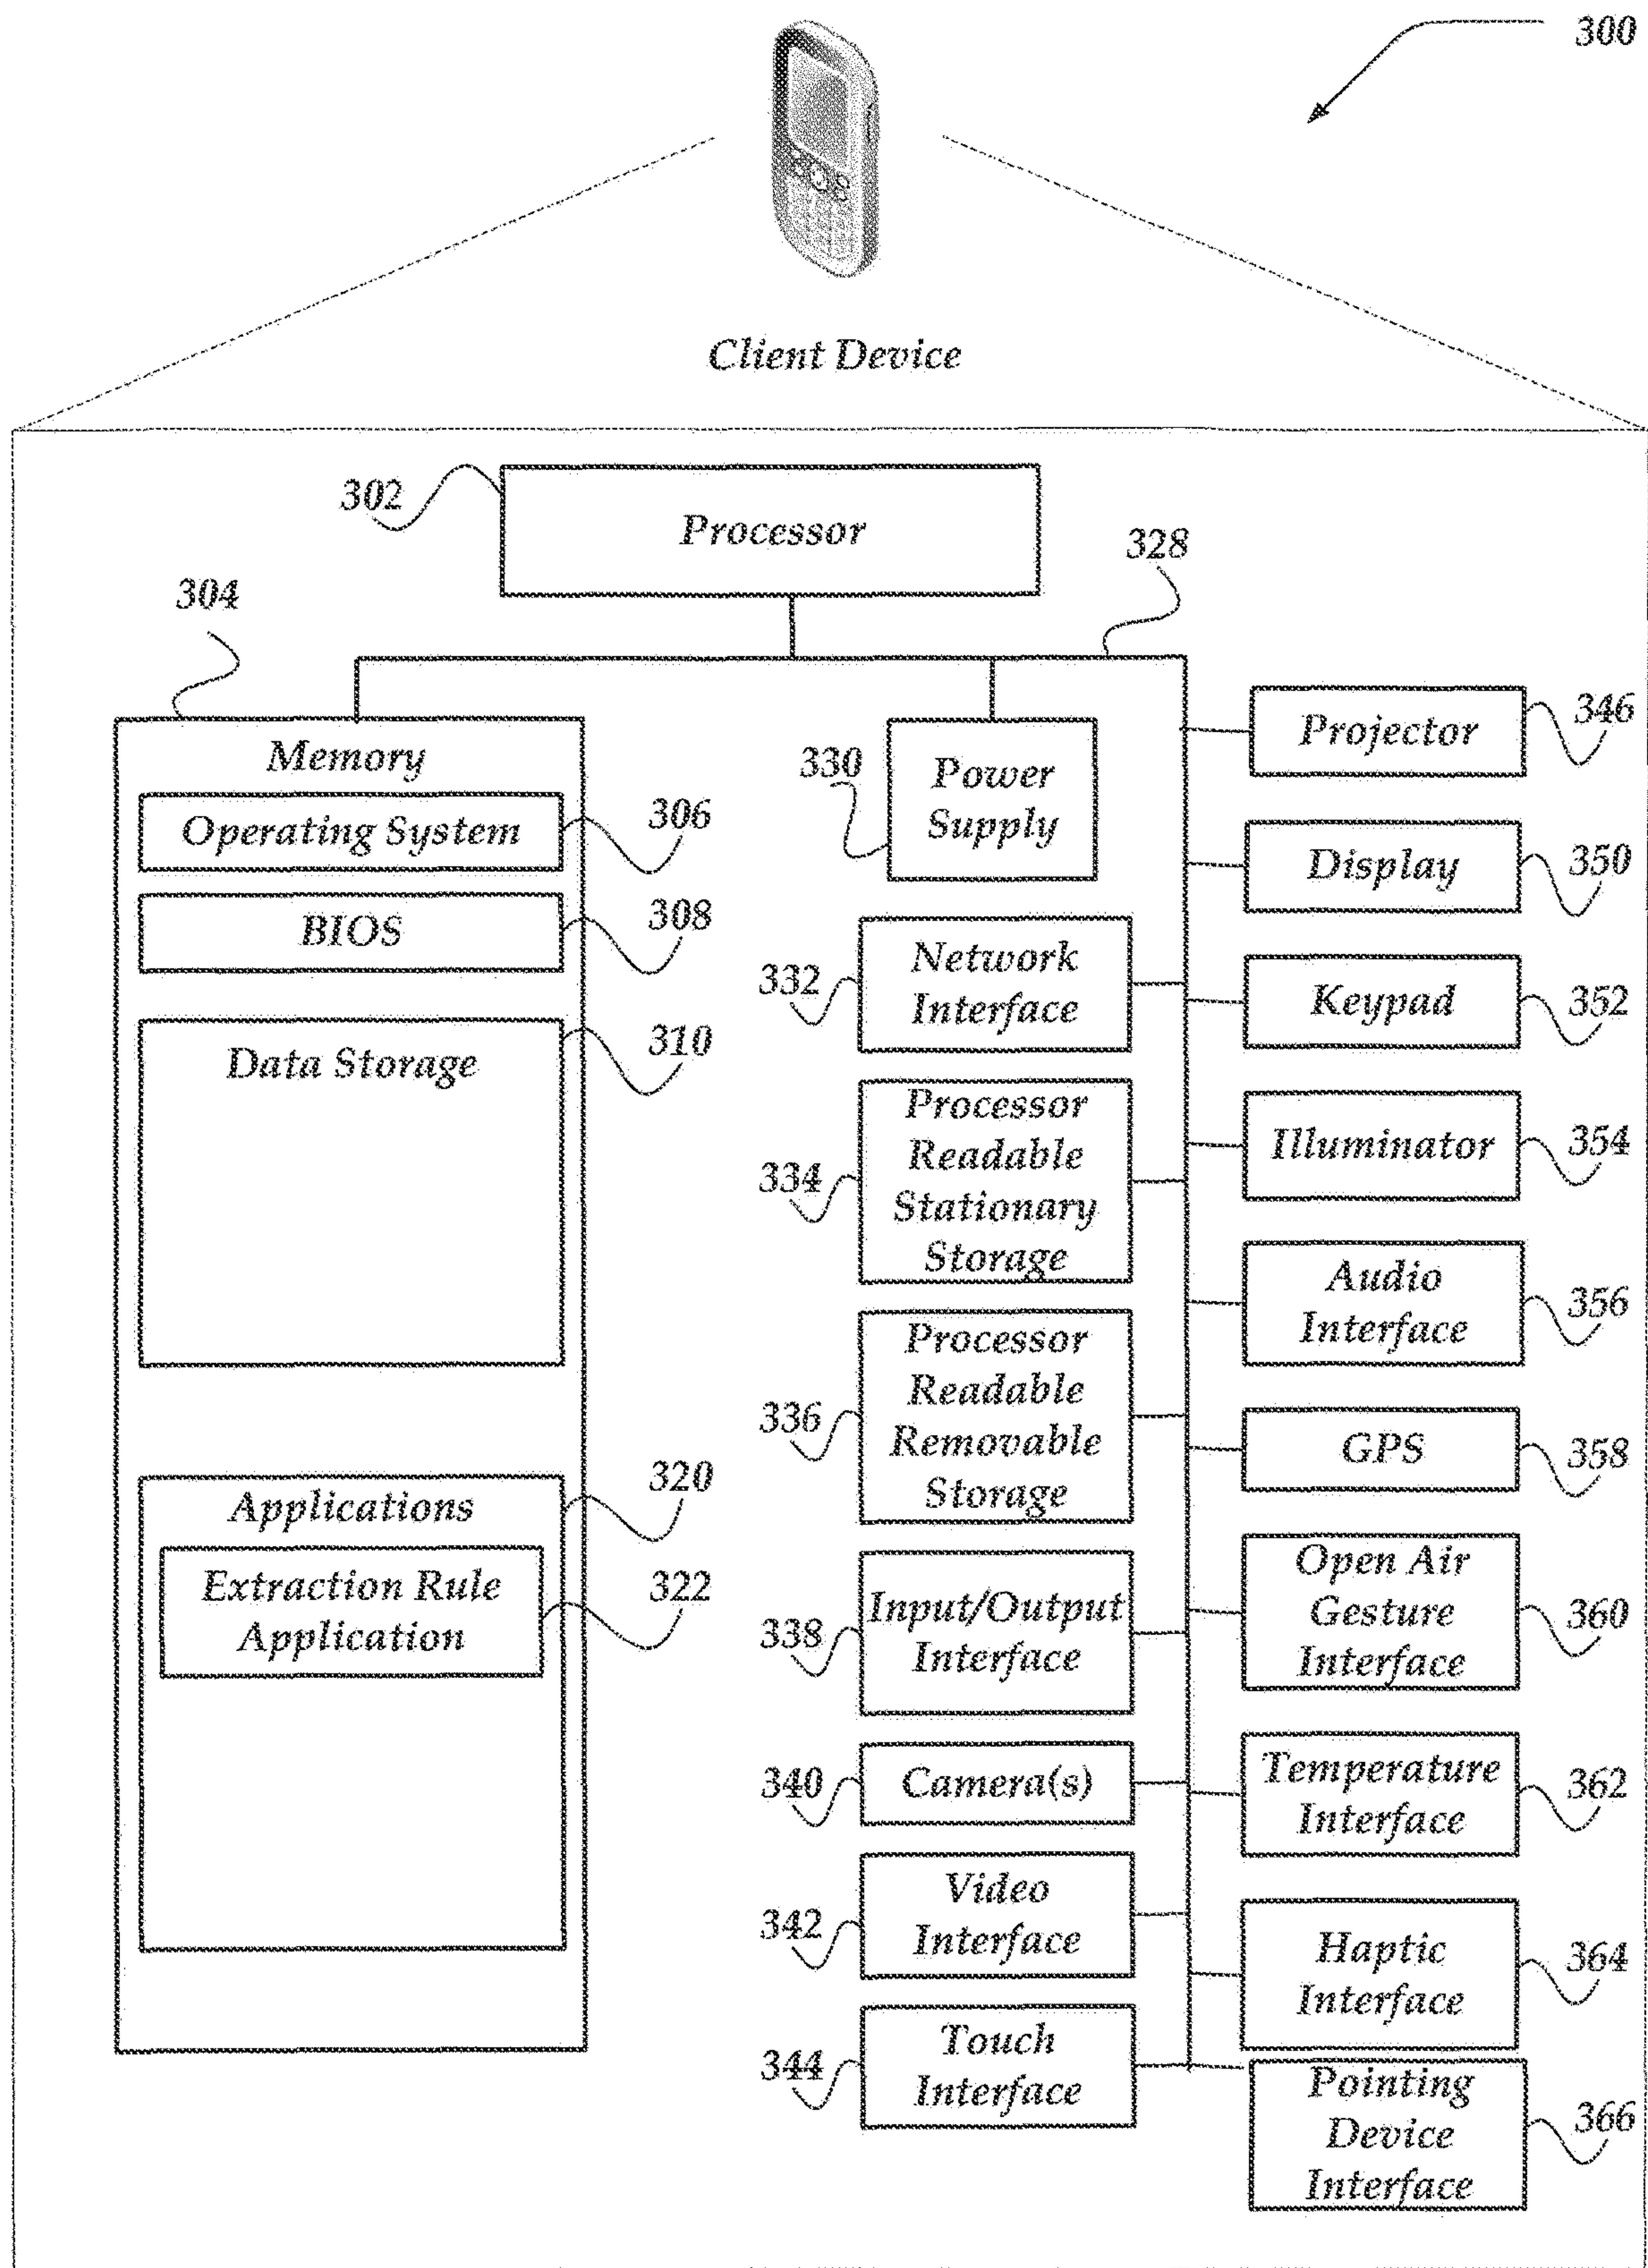 300
Client Device
302
Processor
328
304
Memory
306
Operating System
308
BIOS
310
Data Storage
320
Applications
322
Extraction Rule
Application
330
Power
Supply
332
Network
Interface
334
Processor
Readable
Stationary
Storage
336
Processor
Readable
Removable
Storage
338
Input/Output
Interface
340
Camera(s)
342
Video
Interface
344
Touch
Interface
Projector
346
Display
350
Keypad
352
Illuminator
354
Audio
Interface
356
GPS
358
Open Air
Gesture
Interface
360
Temperature
Interface
362
Haptic
Interface
364
Pointing
Device
Interface
366